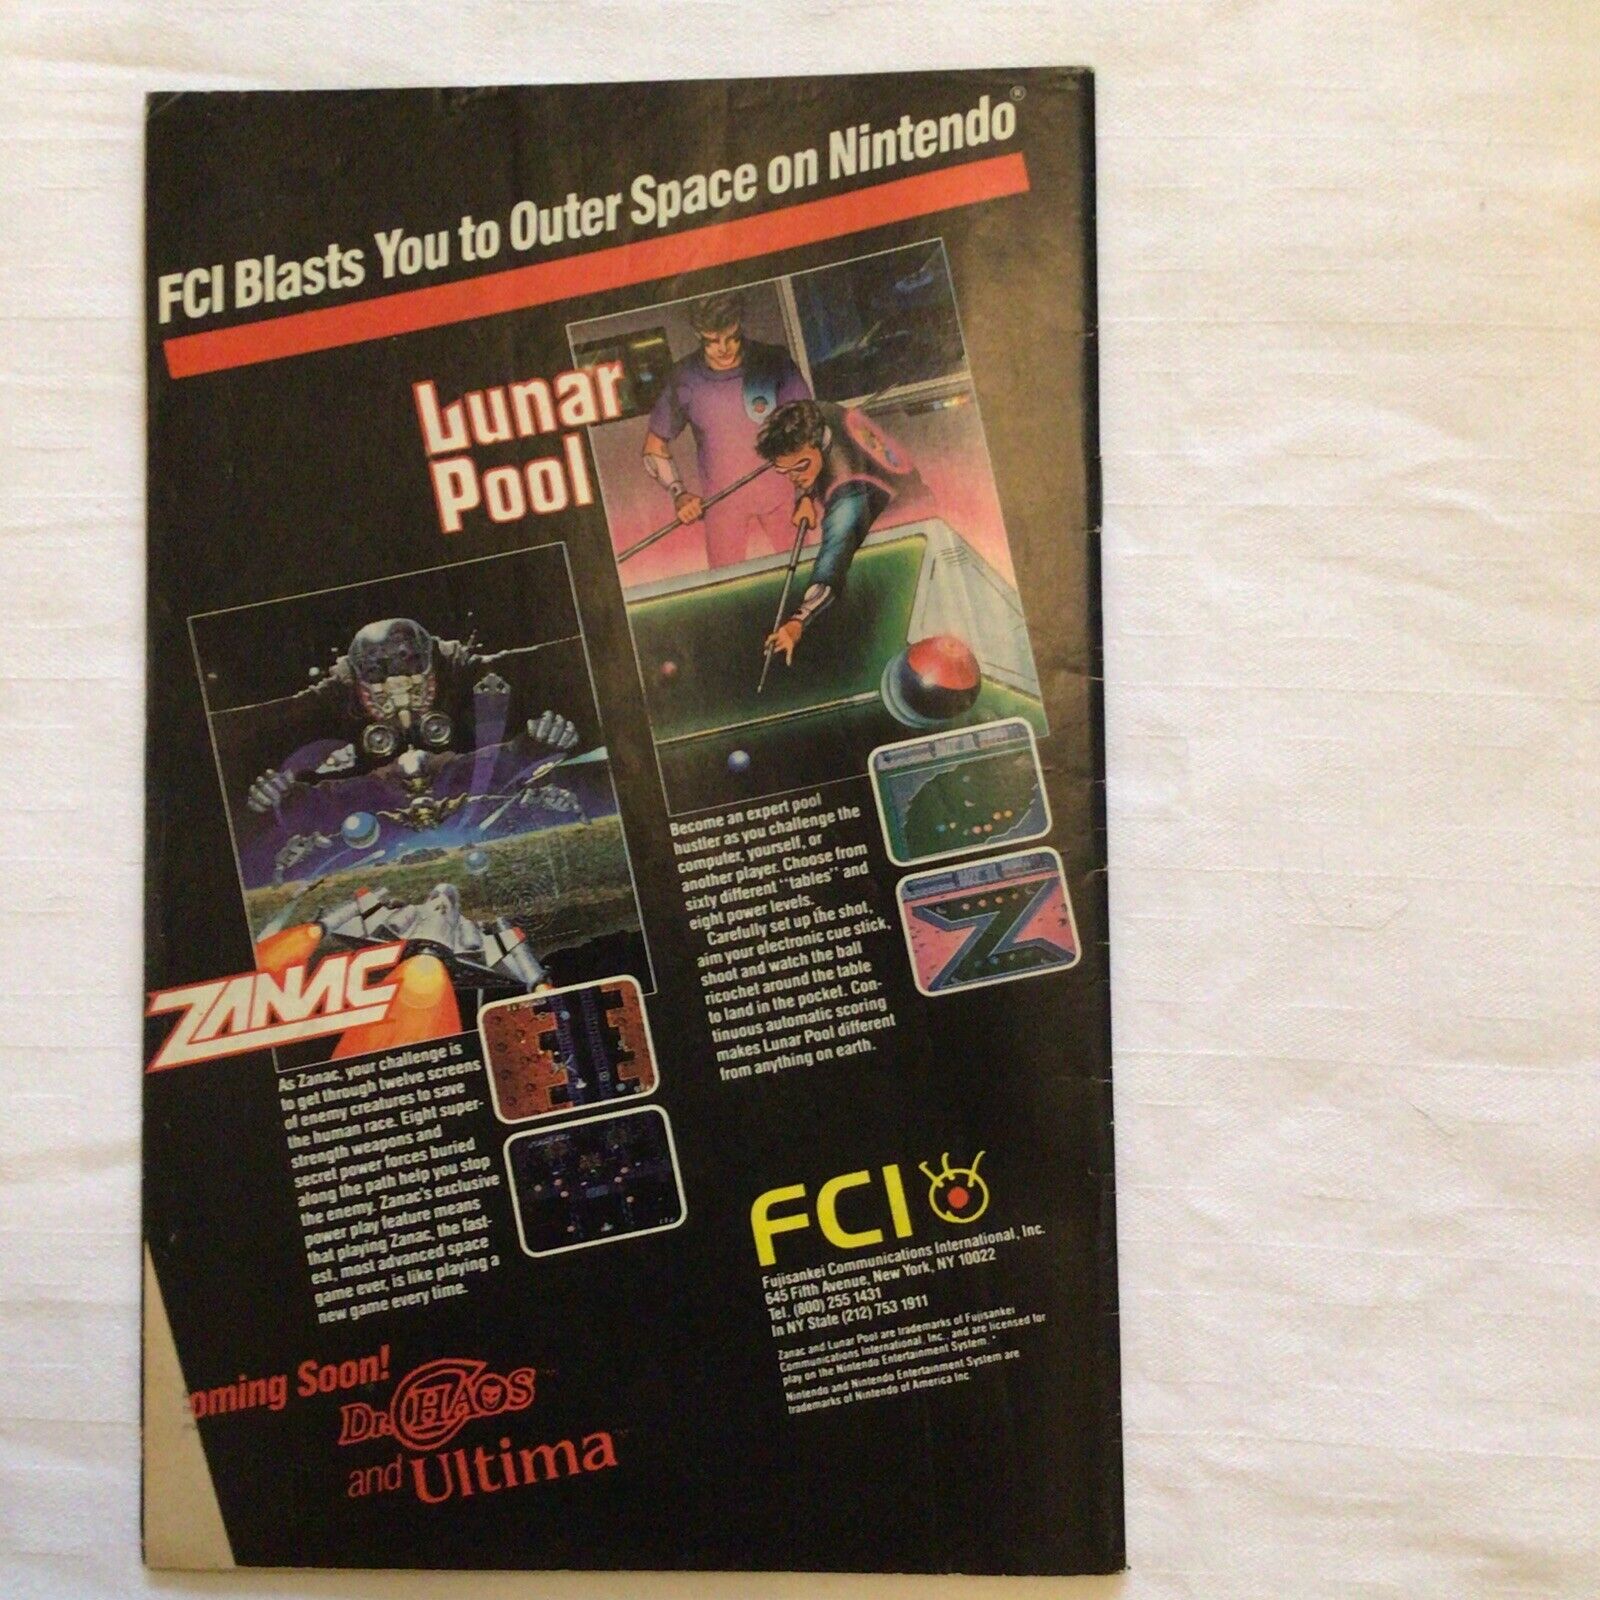 FCI Blasts You to Outer Space on Nintendo®
Lunar
Pool
Become an expert pool
hustler as you challenge the
computer, yourself, or
another player. Choose from
sixty different "tables" and
eight power levels.
Carefully set up the shot,
aim your electronic cue stick,
shoot and watch the ball
ricochet around the table
to land in the pocket. Con-
tinuous automatic scoring
makes Lunar Pool different
from anything on earth.
ZANAC
As Zanac, your challenge is
to get through twelve screens
of enemy creatures to save
the human race. Eight super-
strength weapons and
secret power forces buried
along the path help you stop
the enemy. Zanac's exclusive
power play feature means
that playing Zanac, the fast-
est, most advanced space
game ever, is like playing a
new game every time.
oming Soon!
Dr. CHAOS™
and Ultima™
FCI
Fujisankei Communications International, Inc.
645 Fifth Avenue, New York, NY 10022
Tel. (800) 255 1431
In NY State (212) 753 1911
Zanac and Lunar Pool are trademarks of Fujisankei
Communications International, Inc., and are licensed for
play on the Nintendo Entertainment System.
Nintendo and Nintendo Entertainment System are
trademarks of Nintendo of America Inc